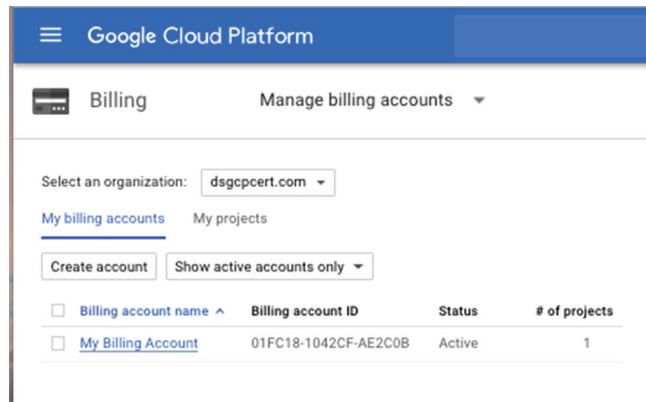 Google Cloud Platform
Billing Manage billing accounts
Select an organization: dsgcpcert.com
My billing accounts My projects
Create account Show active accounts only
Billing account name Billing account ID Status # of projects
My Billing Account 01FC18-1042CF-AE2C0B Active 1